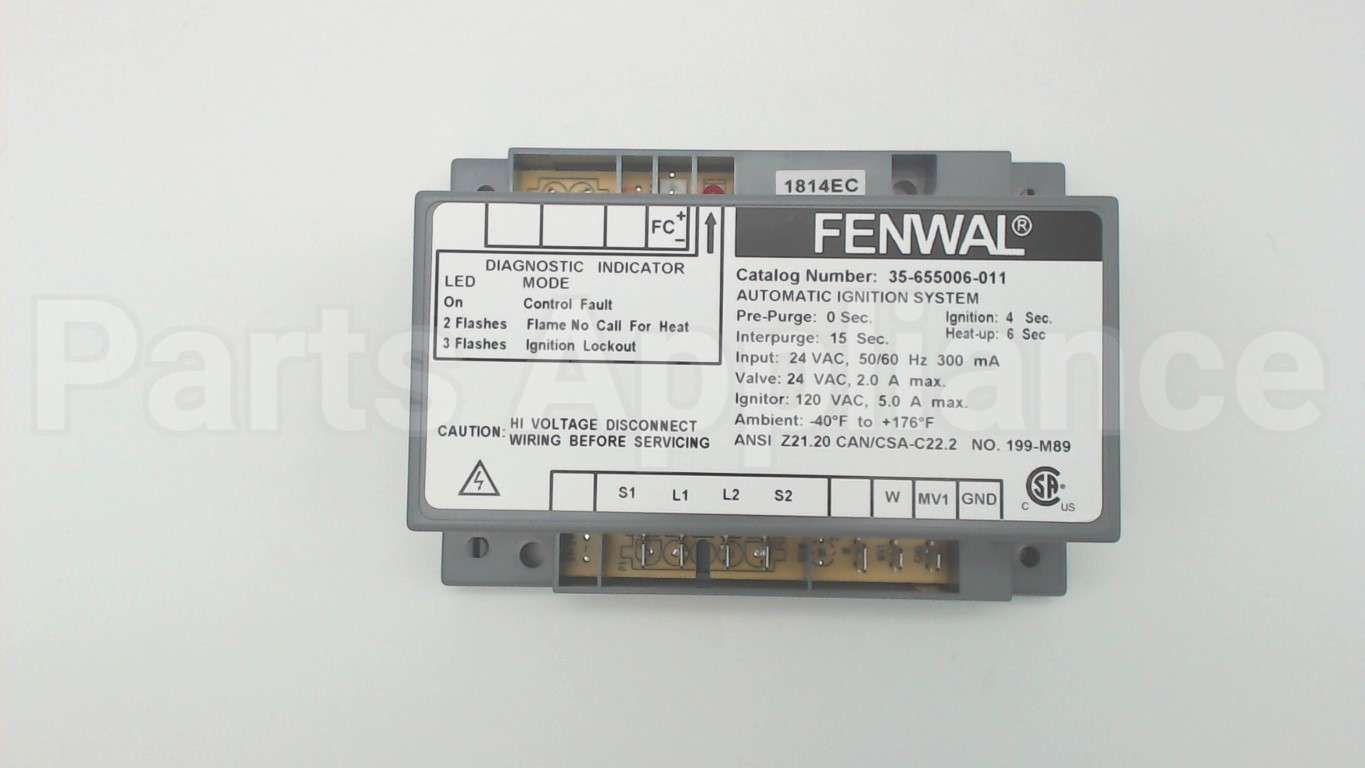 1814EC
FC + -
FENWAL®
DIAGNOSTIC INDICATOR
LED MODE
On Control Fault
2 Flashes Flame No Call For Heat
3 Flashes Ignition Lockout
Catalog Number: 35-655006-011
AUTOMATIC IGNITION SYSTEM
Pre-Purge: 0 Sec. Ignition: 4 Sec.
Interpurge: 15 Sec. Heat-up: 6 Sec
Input: 24 VAC, 50/60 Hz 300 mA
Valve: 24 VAC, 2.0 A max.
Ignitor: 120 VAC, 5.0 A max.
Ambient: -40°F to +176°F
ANSI Z21.20 CAN/CSA-C22.2 NO. 199-M89
CAUTION: HI VOLTAGE DISCONNECT
WIRING BEFORE SERVICING
S1 L1 L2 S2 W MV1 GND
C SA® US
Parts Appliance